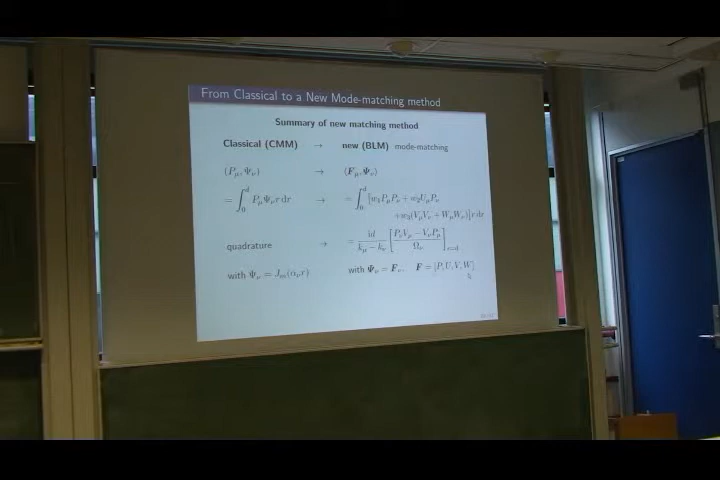 From Classical to a New Mode-matching method
Summary of new matching method
Classical (CMM) → new (BLM) mode-matching
(P_μ, Ψ_ν) → ⟨F_μ, Ψ_ν⟩
= ∫_0^d P_μ Ψ_ν r dr → = ∫_0^d [w_1 P_μ P_ν + w_2 U_μ P_ν
+w_3(V_μ V_ν + W_μ W_ν)] r dr
quadrature → = id/(k_μ − k_ν) [(P_ν V_μ − V_ν P_μ)/Ω_ν]_{r=d}
with Ψ_ν = J_m(α_ν r) with Ψ_ν = F_ν, F = [P, U, V, W]